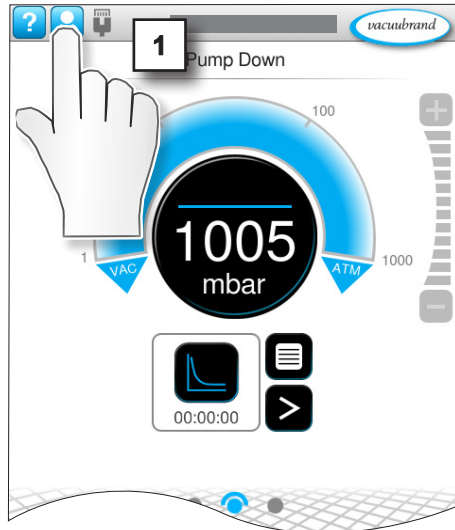 ?
vacuubrand
1
Pump Down
100
1005
mbar
1
1000
VAC
ATM
+
-
00:00:00
>